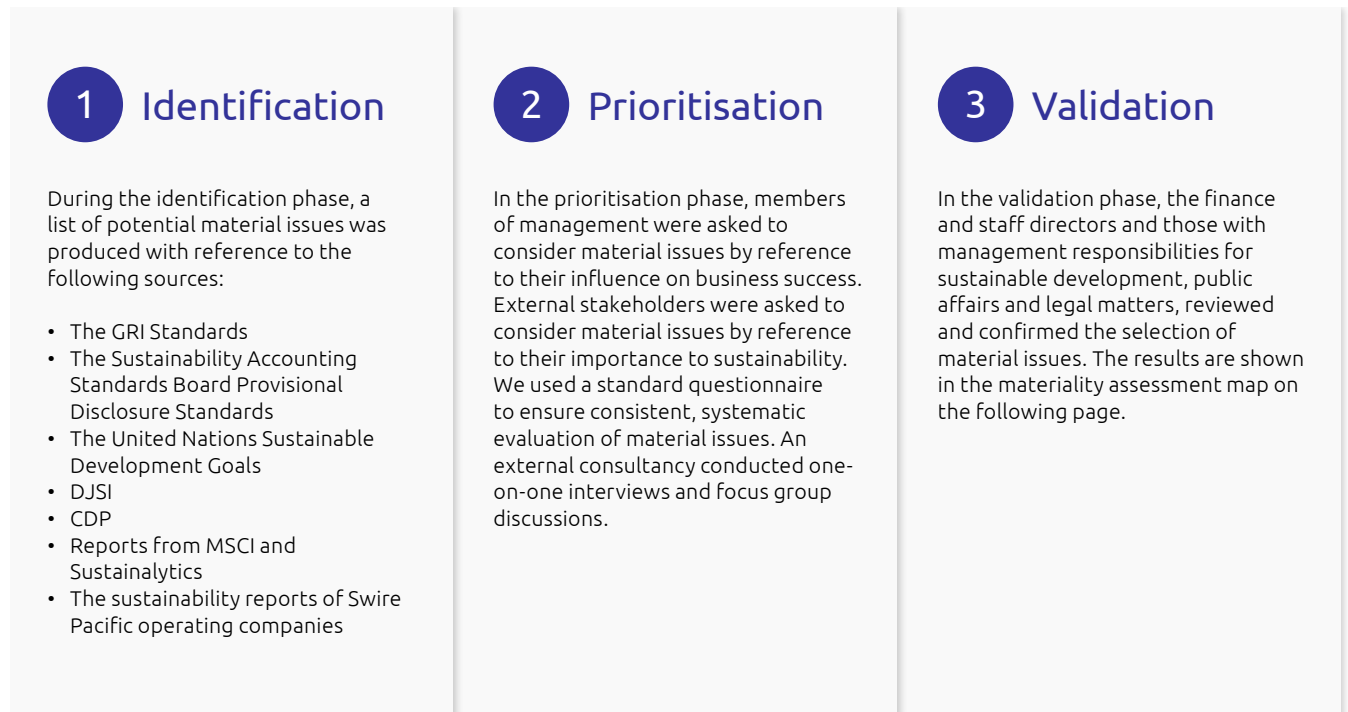 1 Identification
During the identification phase, a
list of potential material issues was
produced with reference to the
following sources:
• The GRI Standards
• The Sustainability Accounting
Standards Board Provisional
Disclosure Standards
• The United Nations Sustainable
Development Goals
• DJSI
• CDP
• Reports from MSCI and
Sustainalytics
• The sustainability reports of Swire
Pacific operating companies
2 Prioritisation
In the prioritisation phase, members
of management were asked to
consider material issues by reference
to their influence on business success.
External stakeholders were asked to
consider material issues by reference
to their importance to sustainability.
We used a standard questionnaire
to ensure consistent, systematic
evaluation of material issues. An
external consultancy conducted one-
on-one interviews and focus group
discussions.
3 Validation
In the validation phase, the finance
and staff directors and those with
management responsibilities for
sustainable development, public
affairs and legal matters, reviewed
and confirmed the selection of
material issues. The results are shown
in the materiality assessment map on
the following page.